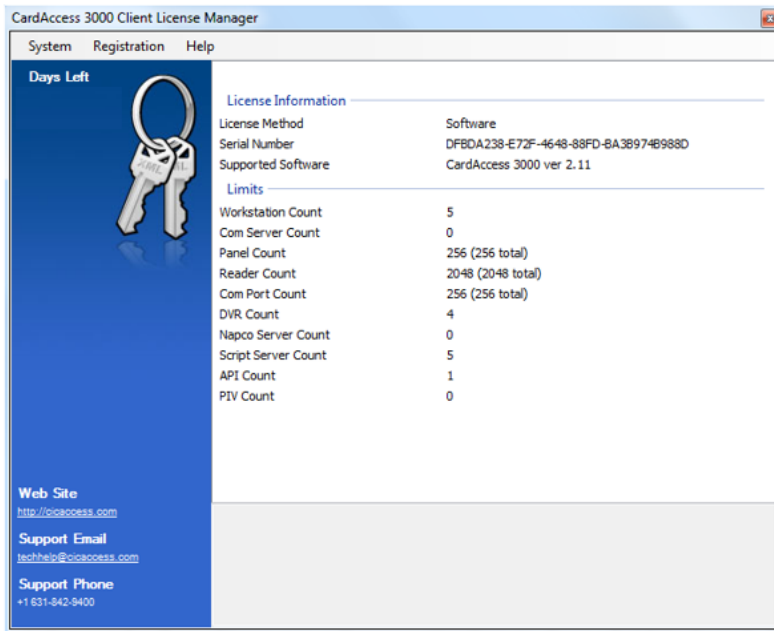 CardAccess 3000 Client License Manager
System Registration Help
Days Left
XML
License Information
License Method Software
Serial Number DFBDA238-E72F-4648-88FD-BA3B974B988D
Supported Software CardAccess 3000 ver 2.11
Limits
Workstation Count 5
Com Server Count 0
Panel Count 256 (256 total)
Reader Count 2048 (2048 total)
Com Port Count 256 (256 total)
DVR Count 4
Napco Server Count 0
Script Server Count 5
API Count 1
PIV Count 0
Web Site
http://cicaccess.com
Support Email
techhelp@cicaccess.com
Support Phone
+1 631-842-9400